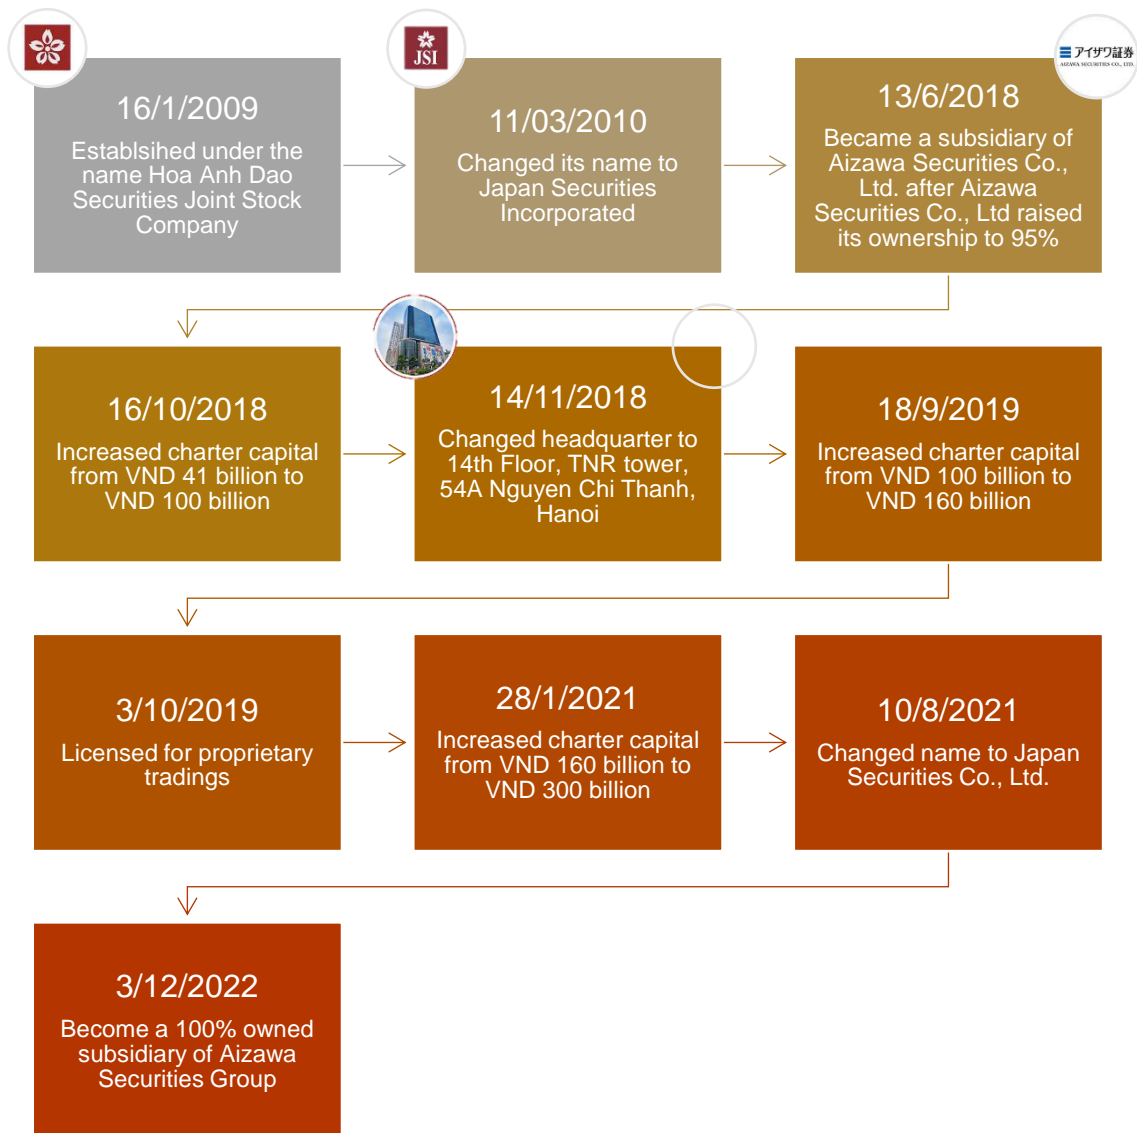 JSI
アイザワ証券
AIZAWA SECURITIES CO., LTD.
16/1/2009
Establsihed under the
name Hoa Anh Dao
Securities Joint Stock
Company
11/03/2010
Changed its name to
Japan Securities
Incorporated
13/6/2018
Became a subsidiary of
Aizawa Securities Co.,
Ltd. after Aizawa
Securities Co., Ltd raised
its ownership to 95%
16/10/2018
Increased charter capital
from VND 41 billion to
VND 100 billion
14/11/2018
Changed headquarter to
14th Floor, TNR tower,
54A Nguyen Chi Thanh,
Hanoi
18/9/2019
Increased charter capital
from VND 100 billion to
VND 160 billion
3/10/2019
Licensed for proprietary
tradings
28/1/2021
Increased charter capital
from VND 160 billion to
VND 300 billion
10/8/2021
Changed name to Japan
Securities Co., Ltd.
3/12/2022
Become a 100% owned
subsidiary of Aizawa
Securities Group